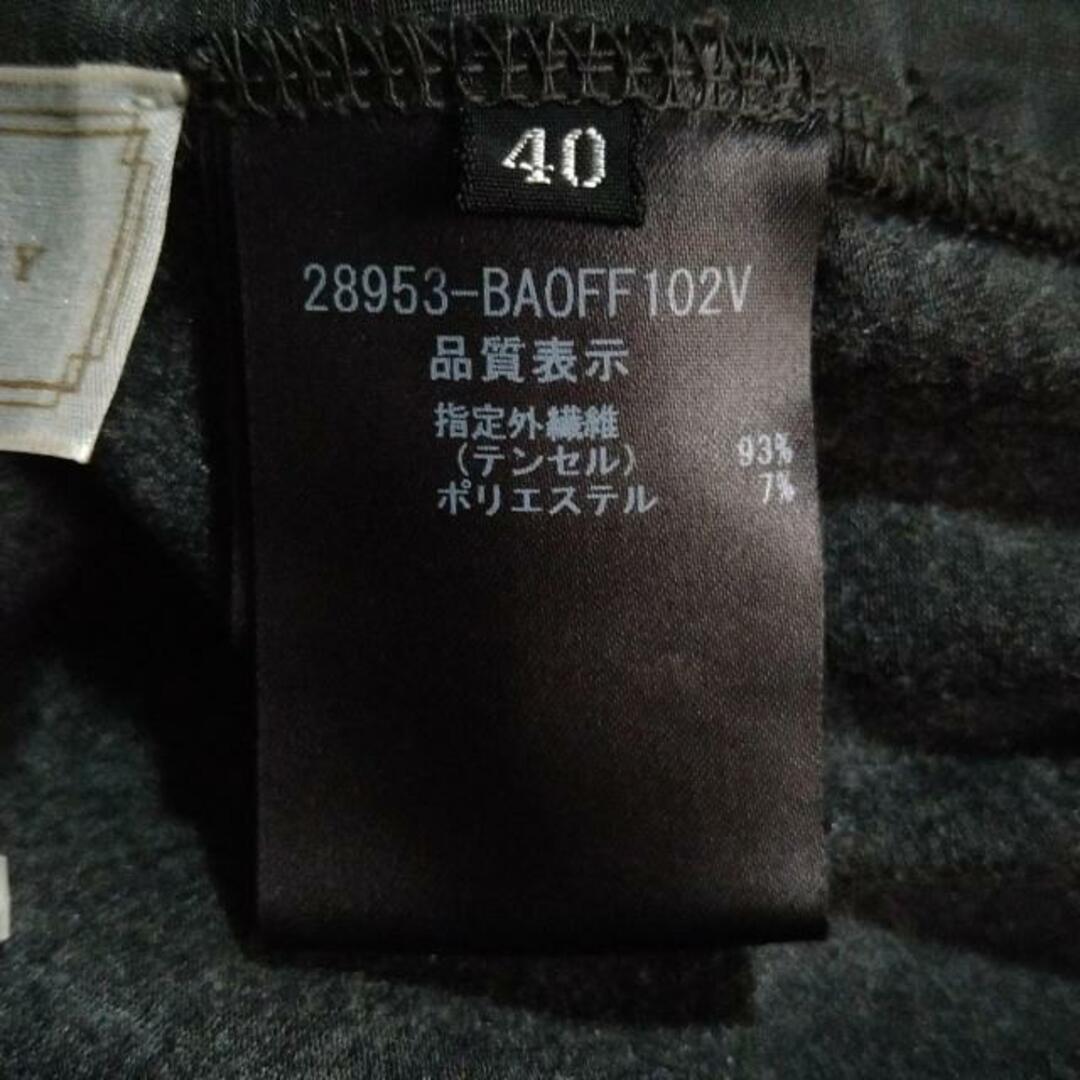 40
Y
28953-BAOFF102V
品質表示
指定外繊維
(テンセル) 93%
ポリエステル 7%